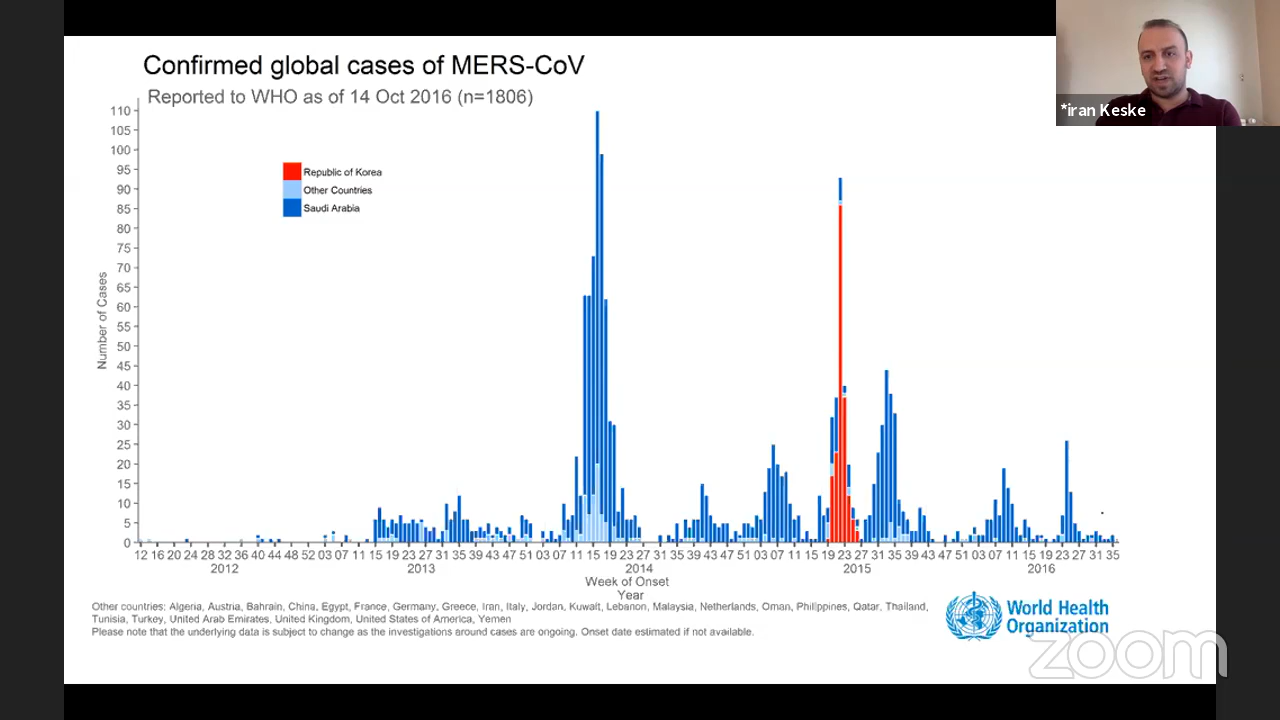 Confirmed global cases of MERS-CoV
Reported to WHO as of 14 Oct 2016 (n=1806)
*iran Keske
110
105
100
95
90
85
80
75
70
65
60
55
50
45
40
35
30
25
20
15
10
5
0
Number of Cases
Republic of Korea
Other Countries
Saudi Arabia
12 16 20 24 28 32 36 40 44 48 52 03 07 11 15 19 23 27 31 35 39 43 47 51 03 07 11 15 19 23 27 31 35 39 43 47 51 03 07 11 15 19 23 27 31 35 39 43 47 51 03 07 11 15 19 23 27 31 35
2012 2013 2014 2015 2016
Week of Onset
Year
Other countries: Algeria, Austria, Bahrain, China, Egypt, France, Germany, Greece, Iran, Italy, Jordan, Kuwait, Lebanon, Malaysia, Netherlands, Oman, Philippines, Qatar, Thailand,
Tunisia, Turkey, United Arab Emirates, United Kingdom, United States of America, Yemen
Please note that the underlying data is subject to change as the investigations around cases are ongoing. Onset date estimated if not available.
World Health
Organization
zoom